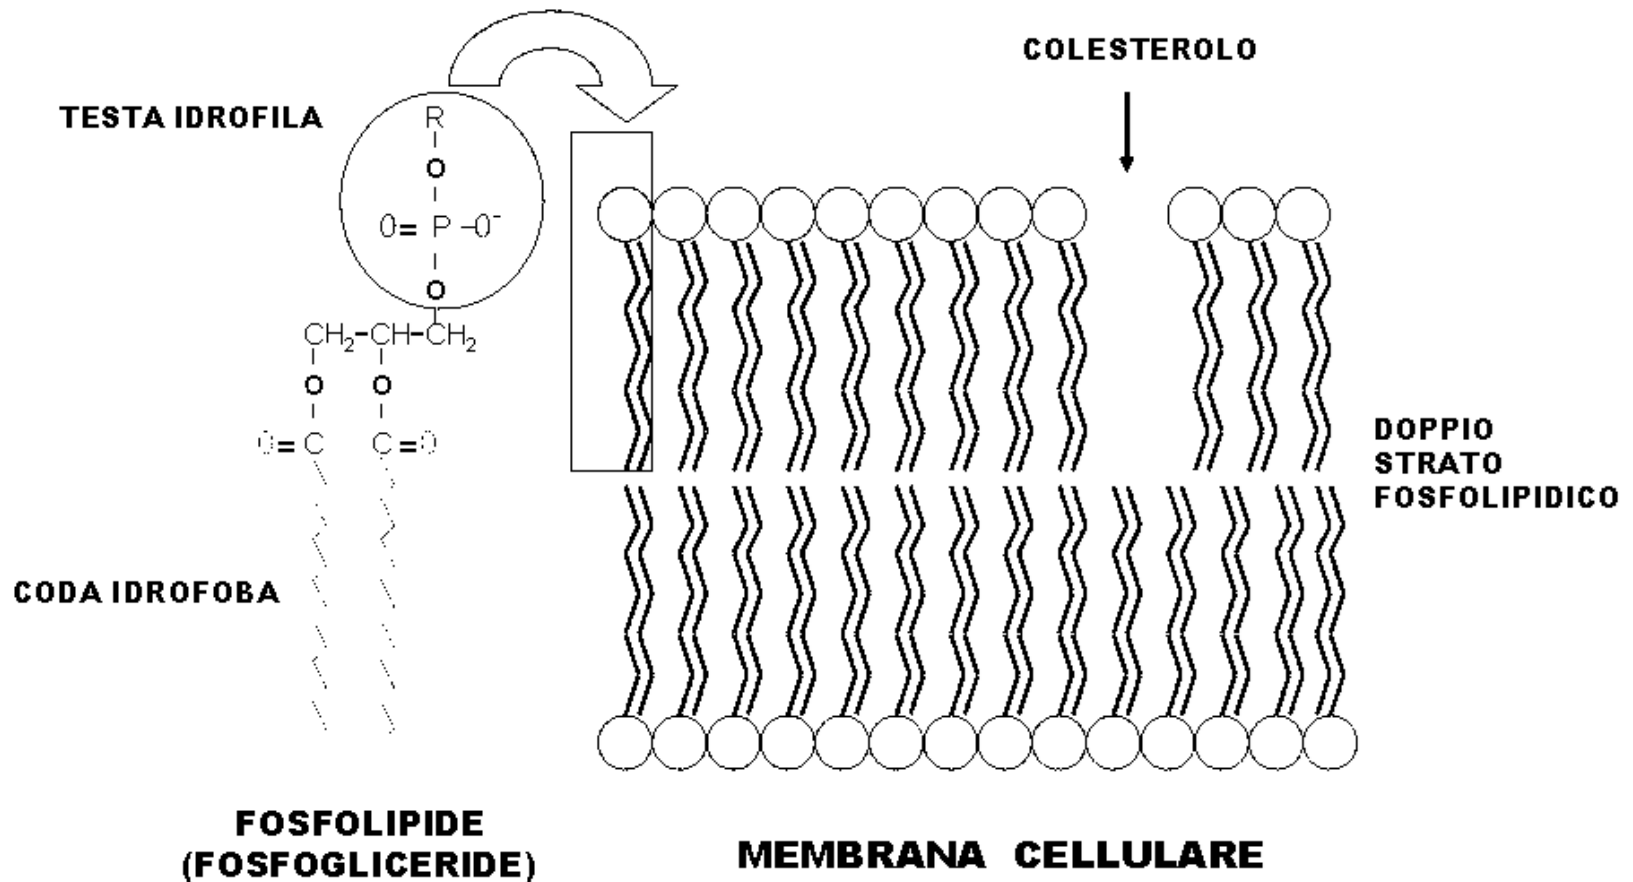 COLESTEROLO
TESTA IDROFILA
R
O
O= P -O⁻
O
CH₂-CH-CH₂
O O
O=C C=O
DOPPIO
STRATO
FOSFOLIPIDICO
CODA IDROFOBA
FOSFOLIPIDE
(FOSFOGLICERIDE)
MEMBRANA CELLULARE